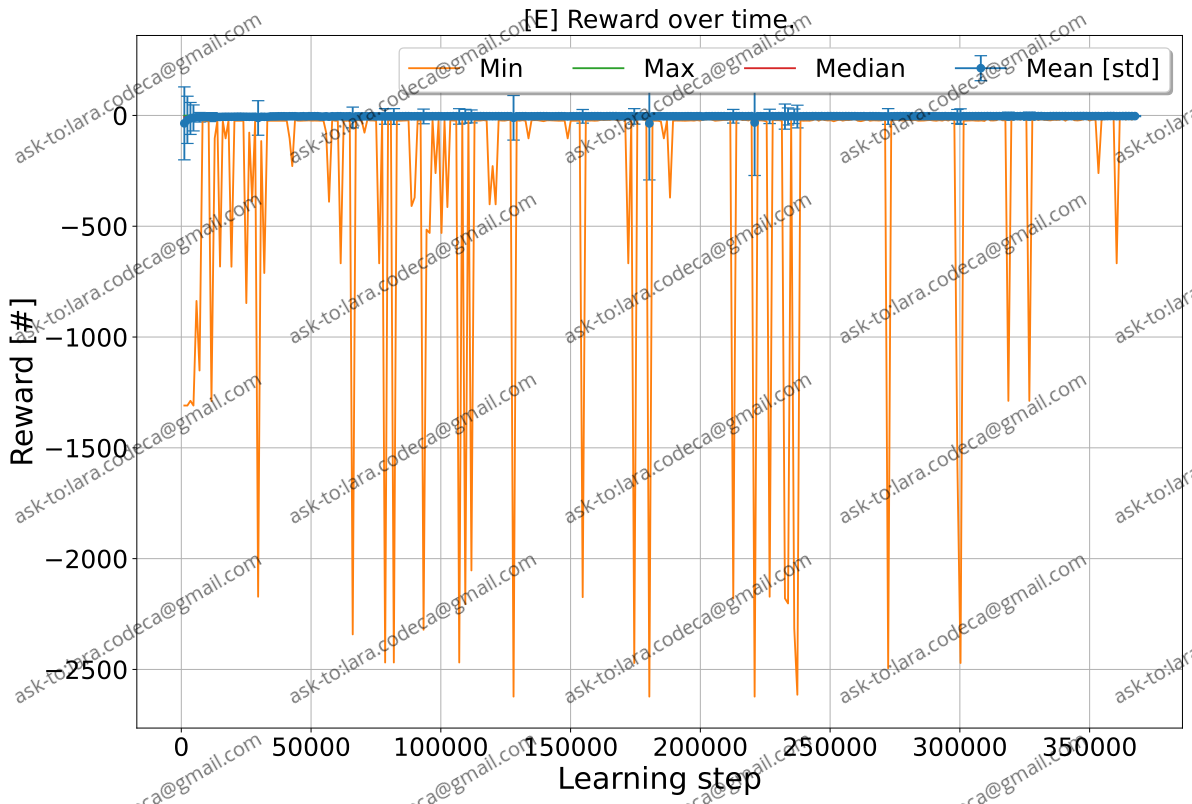 [E] Reward over time.
Min Max Median Mean [std]
Reward [#]
0
−500
−1000
−1500
−2000
−2500
0 50000 100000 150000 200000 250000 300000 350000
Learning step
ask-to:lara.codeca@gmail.com